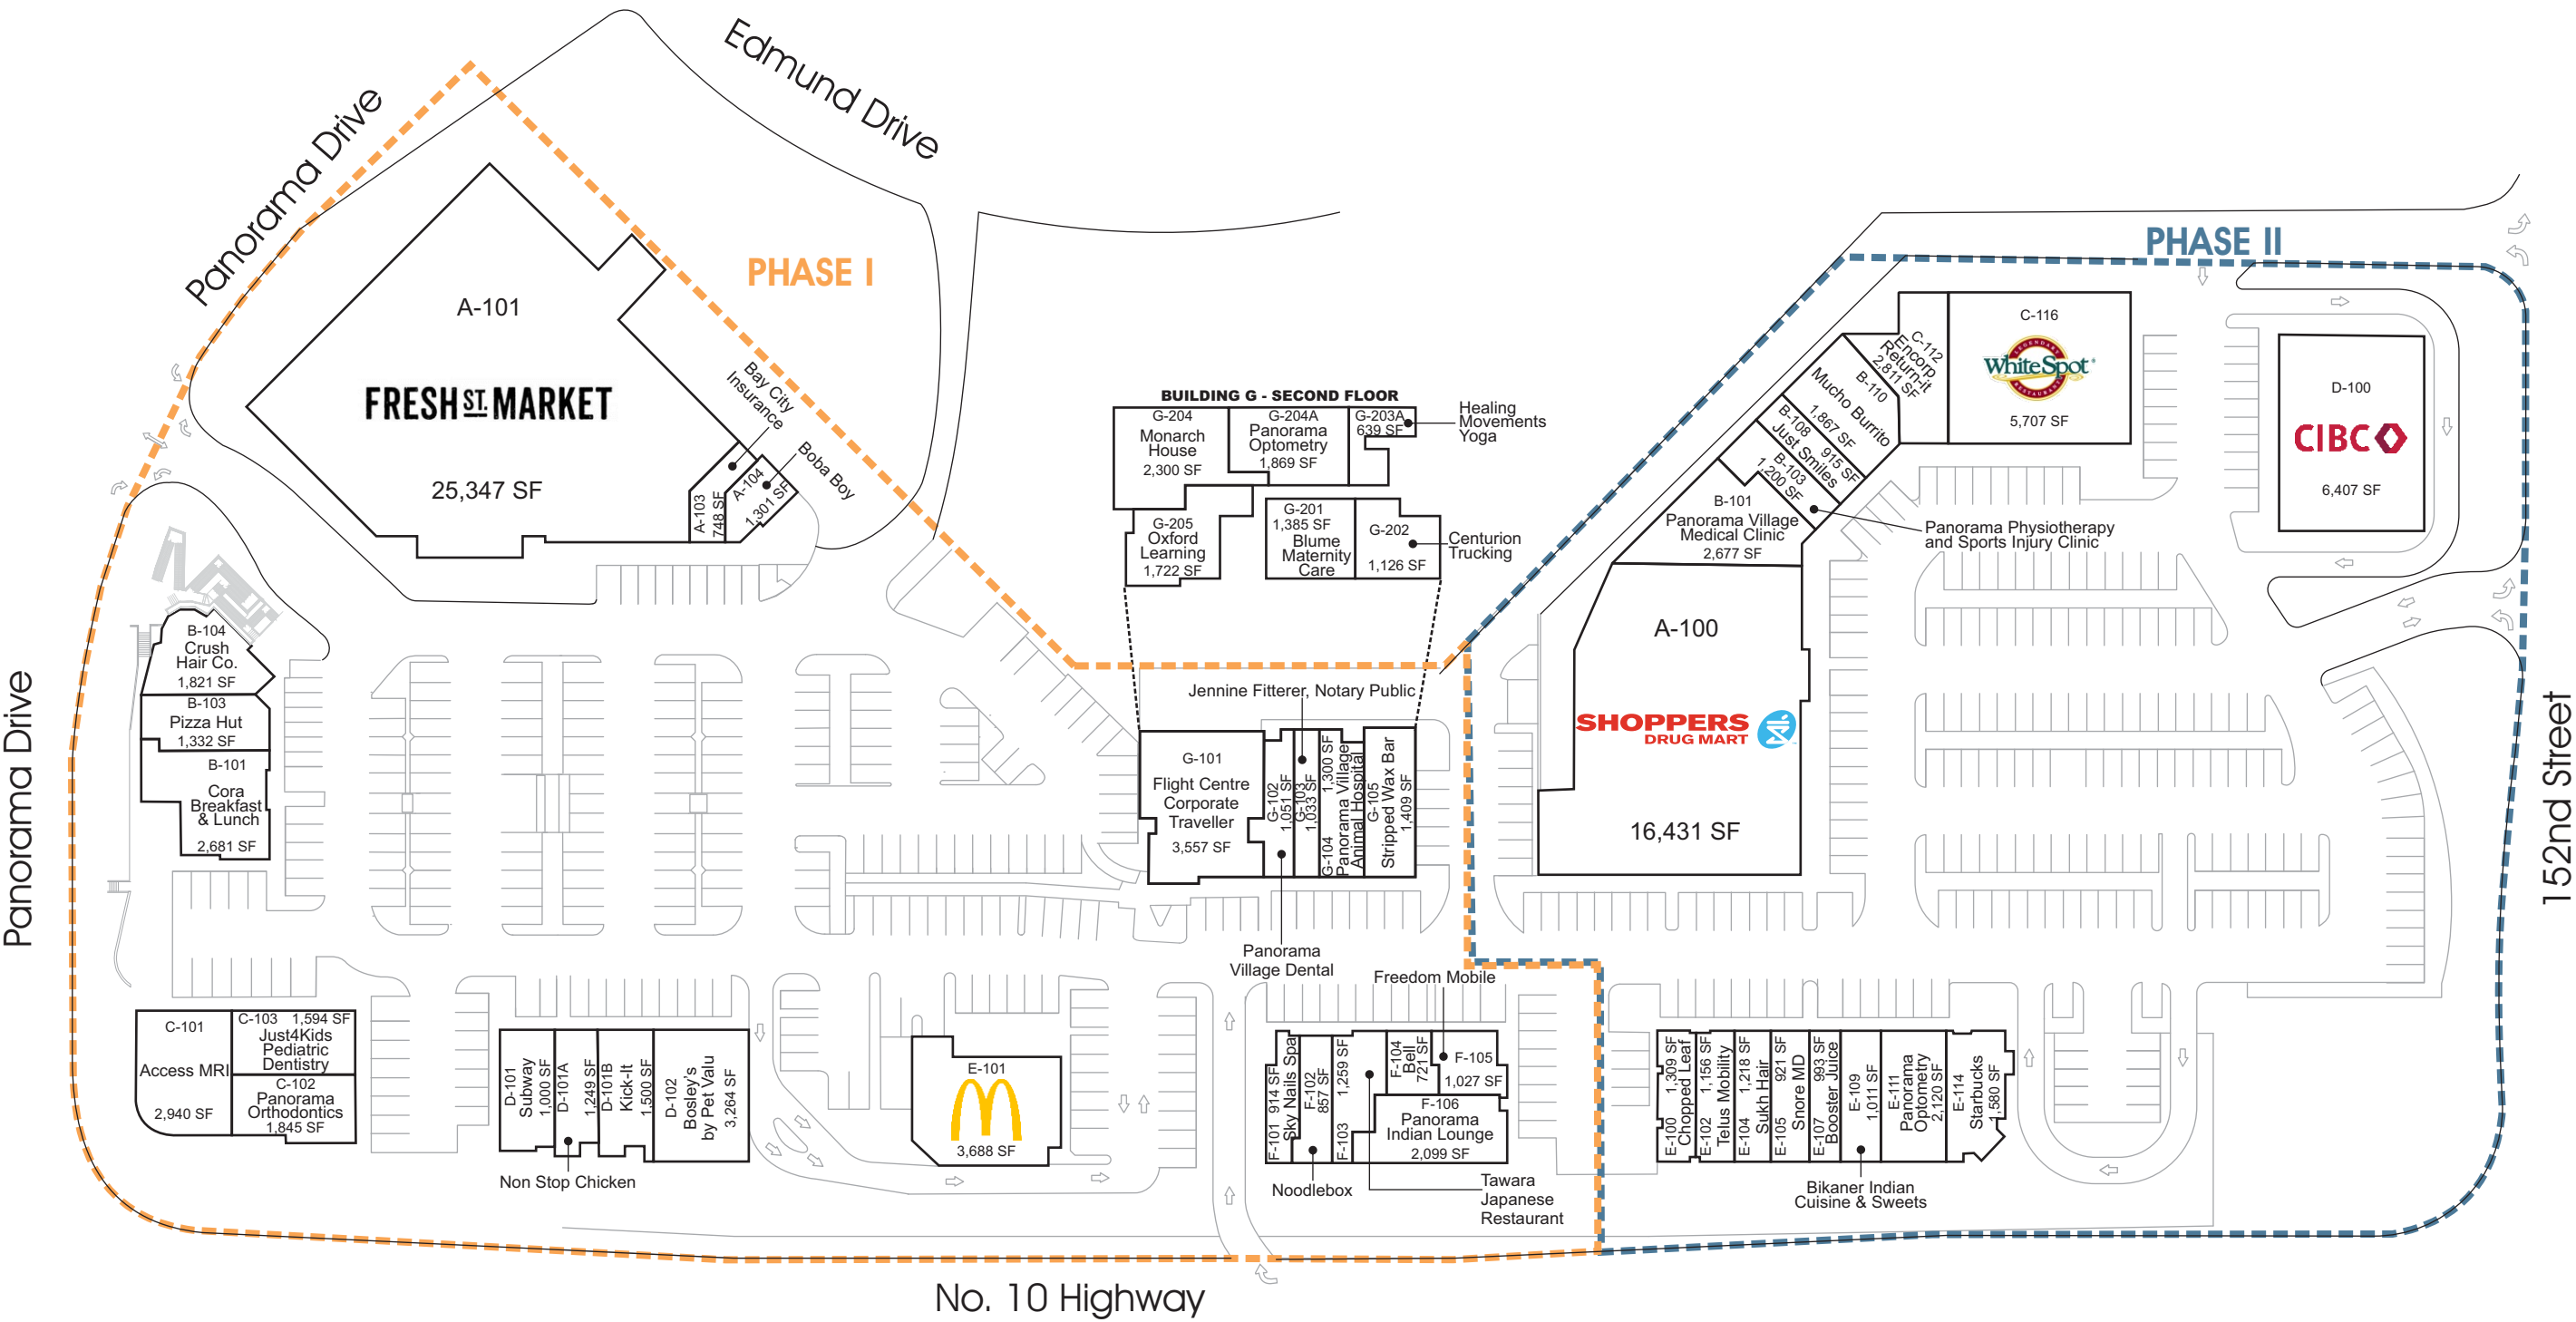 Edmund Drive
Panorama Drive
PHASE I
A-101
FRESH ST. MARKET
25,347 SF
Bay City
Insurance
A-103
748 SF
Boba Boy
A-104
1,301 SF
PHASE II
C-116
LEGENDARY
White Spot
RESTAURANTS
5,707 SF
D-100
CIBC
6,407 SF
C-112
Encorp
Return-it
2,811 SF
B-110
Mucho Burrito
1,867 SF
B-108
Just Smiles
915 SF
B-103
1,200 SF
Panorama Physiotherapy
and Sports Injury Clinic
B-101
Panorama Village
Medical Clinic
2,677 SF
A-100
SHOPPERS
DRUG MART
16,431 SF
BUILDING G - SECOND FLOOR
G-204
Monarch
House
2,300 SF
G-204A
Panorama
Optometry
1,869 SF
G-203A
639 SF
Healing
Movements
Yoga
G-205
Oxford
Learning
1,722 SF
G-201
1,385 SF
Blume
Maternity
Care
G-202
1,126 SF
Centurion
Trucking
B-104
Crush
Hair Co.
1,821 SF
B-103
Pizza Hut
1,332 SF
B-101
Cora
Breakfast
& Lunch
2,681 SF
Jennine Fitterer, Notary Public
G-101
Flight Centre
Corporate
Traveller
3,557 SF
G-102
1,051 SF
G-103
1,033 SF
G-104
1,300 SF
Panorama Village
Animal Hospital
G-105
Stripped Wax Bar
1,409 SF
Panorama
Village Dental
Panorama Drive
152nd Street
C-101
Access MRI
2,940 SF
C-103 1,594 SF
Just4Kids
Pediatric
Dentistry
C-102
Panorama
Orthodontics
1,845 SF
D-101
Subway
1,000 SF
D-101A
1,249 SF
D-101B
Kick-It
1,500 SF
D-102
Bosley's
by Pet Valu
3,264 SF
Non Stop Chicken
E-101
3,688 SF
Freedom Mobile
F-101 914 SF
Sky Nails Spa
F-102
857 SF
F-103 1,259 SF
F-104
Bell
721 SF
F-105
1,027 SF
F-106
Panorama
Indian Lounge
2,099 SF
Noodlebox
Tawara
Japanese
Restaurant
E-100 1,309 SF
Chopped Leaf
E-102 1,156 SF
Telus Mobility
E-104 1,218 SF
Sukh Hair
E-105 921 SF
Snore MD
E-107 993 SF
Booster Juice
E-109
1,011 SF
E-111
Panorama
Optometry
2,120 SF
E-114
Starbucks
1,580 SF
Bikaner Indian
Cuisine & Sweets
No. 10 Highway